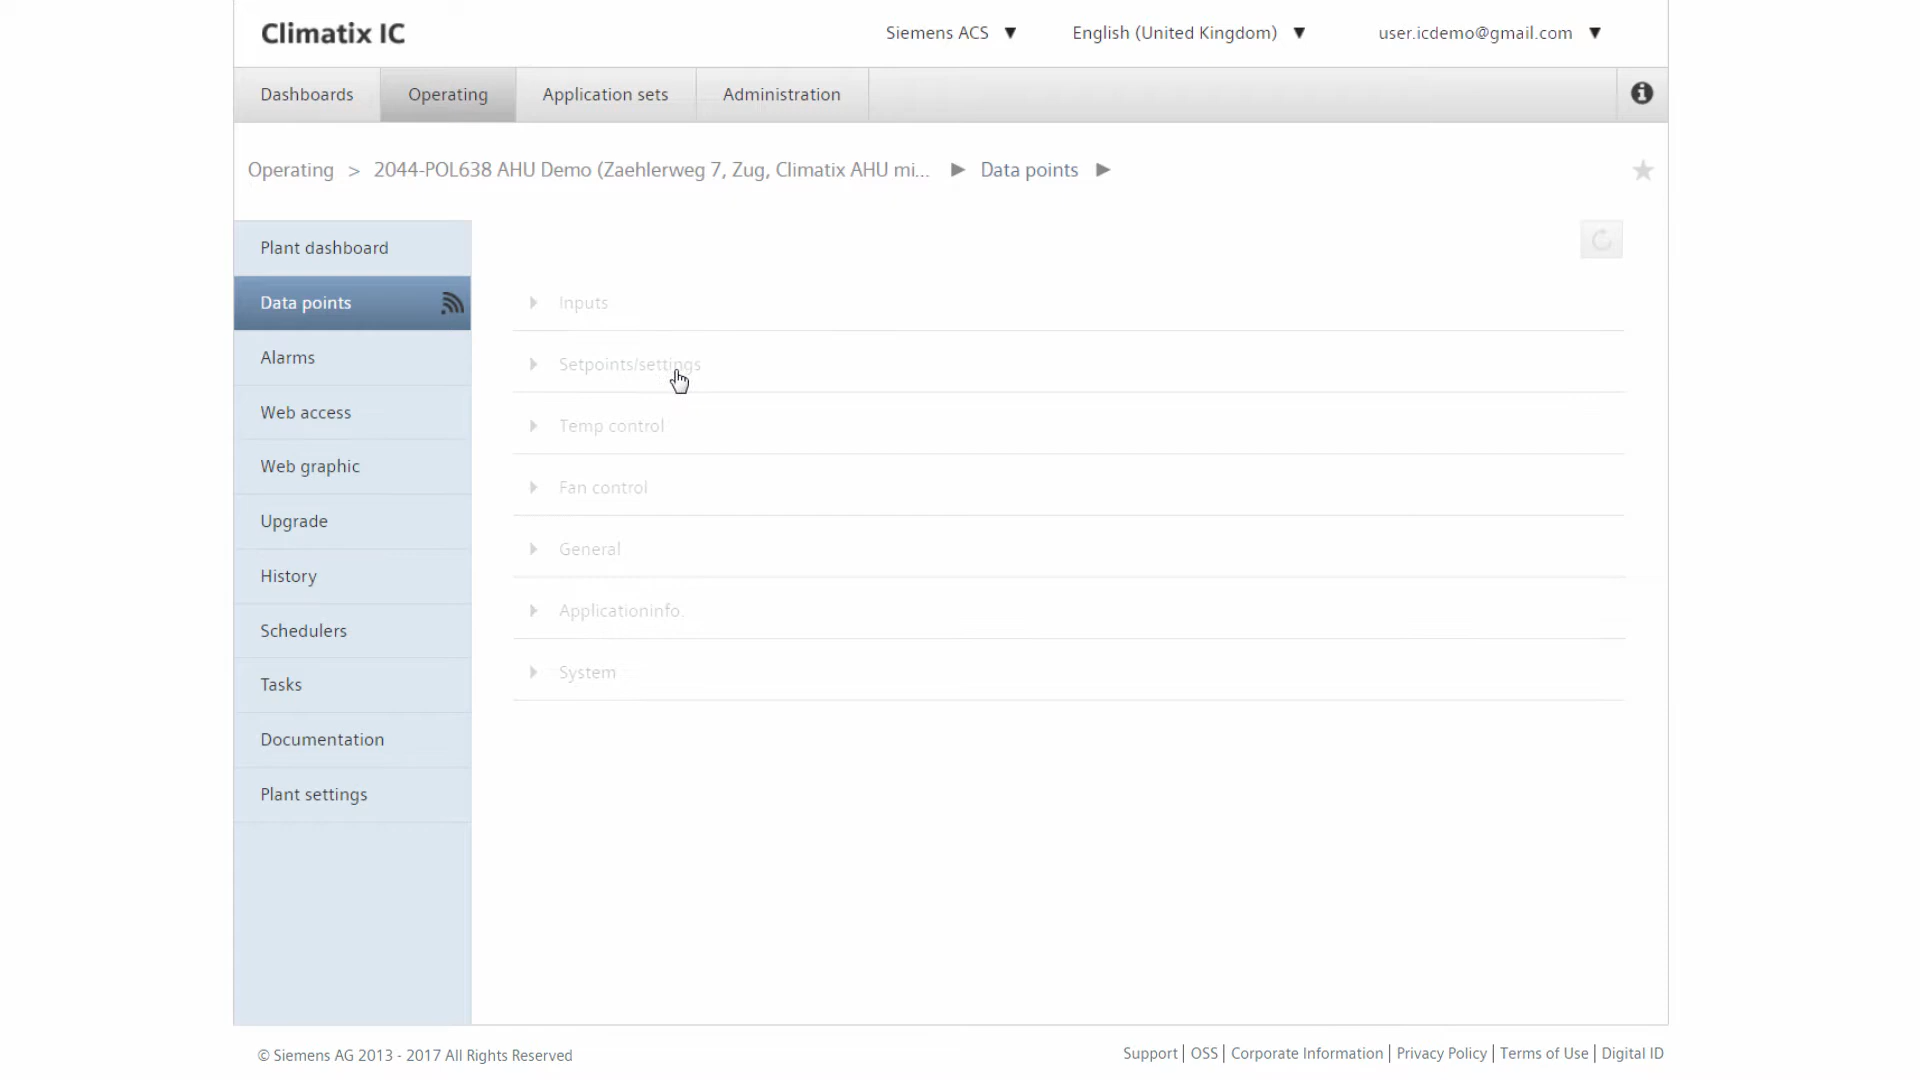 Climatix IC
Siemens ACS ▼
English (United Kingdom) ▼
user.icdemo@gmail.com ▼
Dashboards
Operating
Application sets
Administration
Operating > 2044-POL638 AHU Demo (Zaehlerweg 7, Zug, Climatix AHU mi... ▶ Data points ▶
Plant dashboard
Data points
Alarms
Web access
Web graphic
Upgrade
History
Schedulers
Tasks
Documentation
Plant settings
Inputs
Setpoints/settings
Temp control
Fan control
General
Applicationinfo.
System
© Siemens AG 2013 - 2017 All Rights Reserved
Support | OSS | Corporate Information | Privacy Policy | Terms of Use | Digital ID